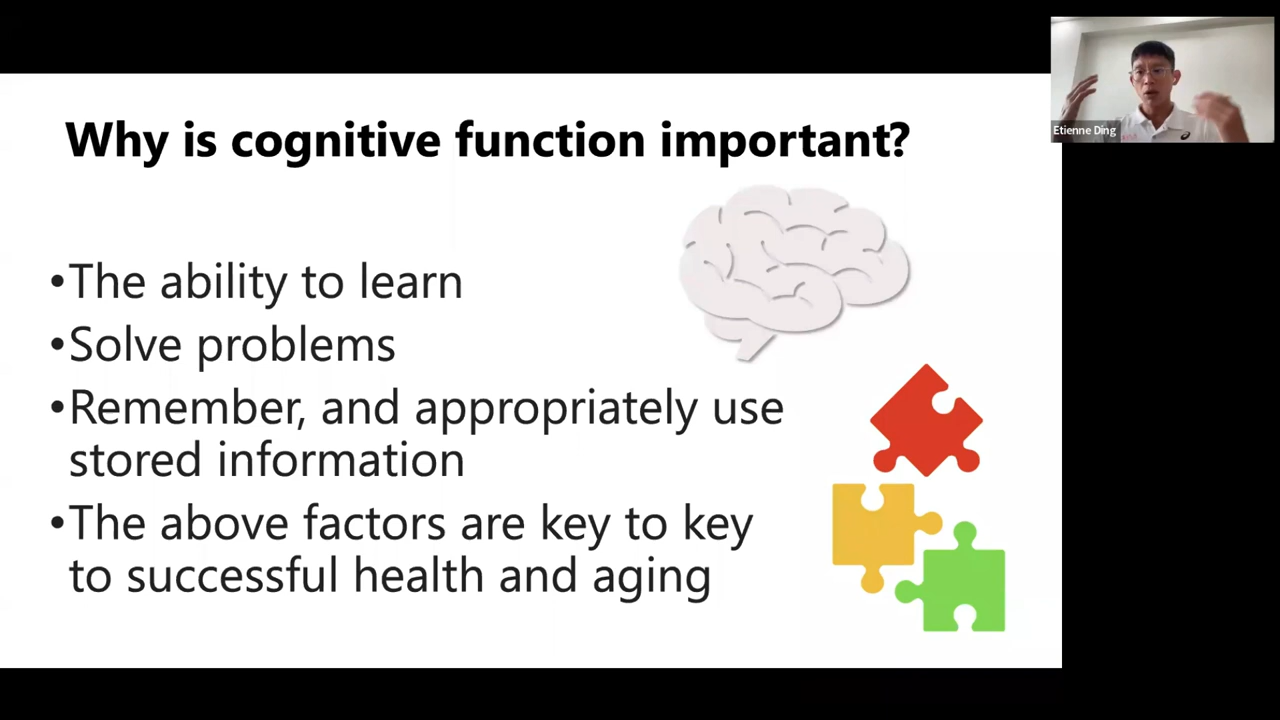 Why is cognitive function important?
•The ability to learn
•Solve problems
•Remember, and appropriately use
stored information
•The above factors are key to key
to successful health and aging
Etienne Ding